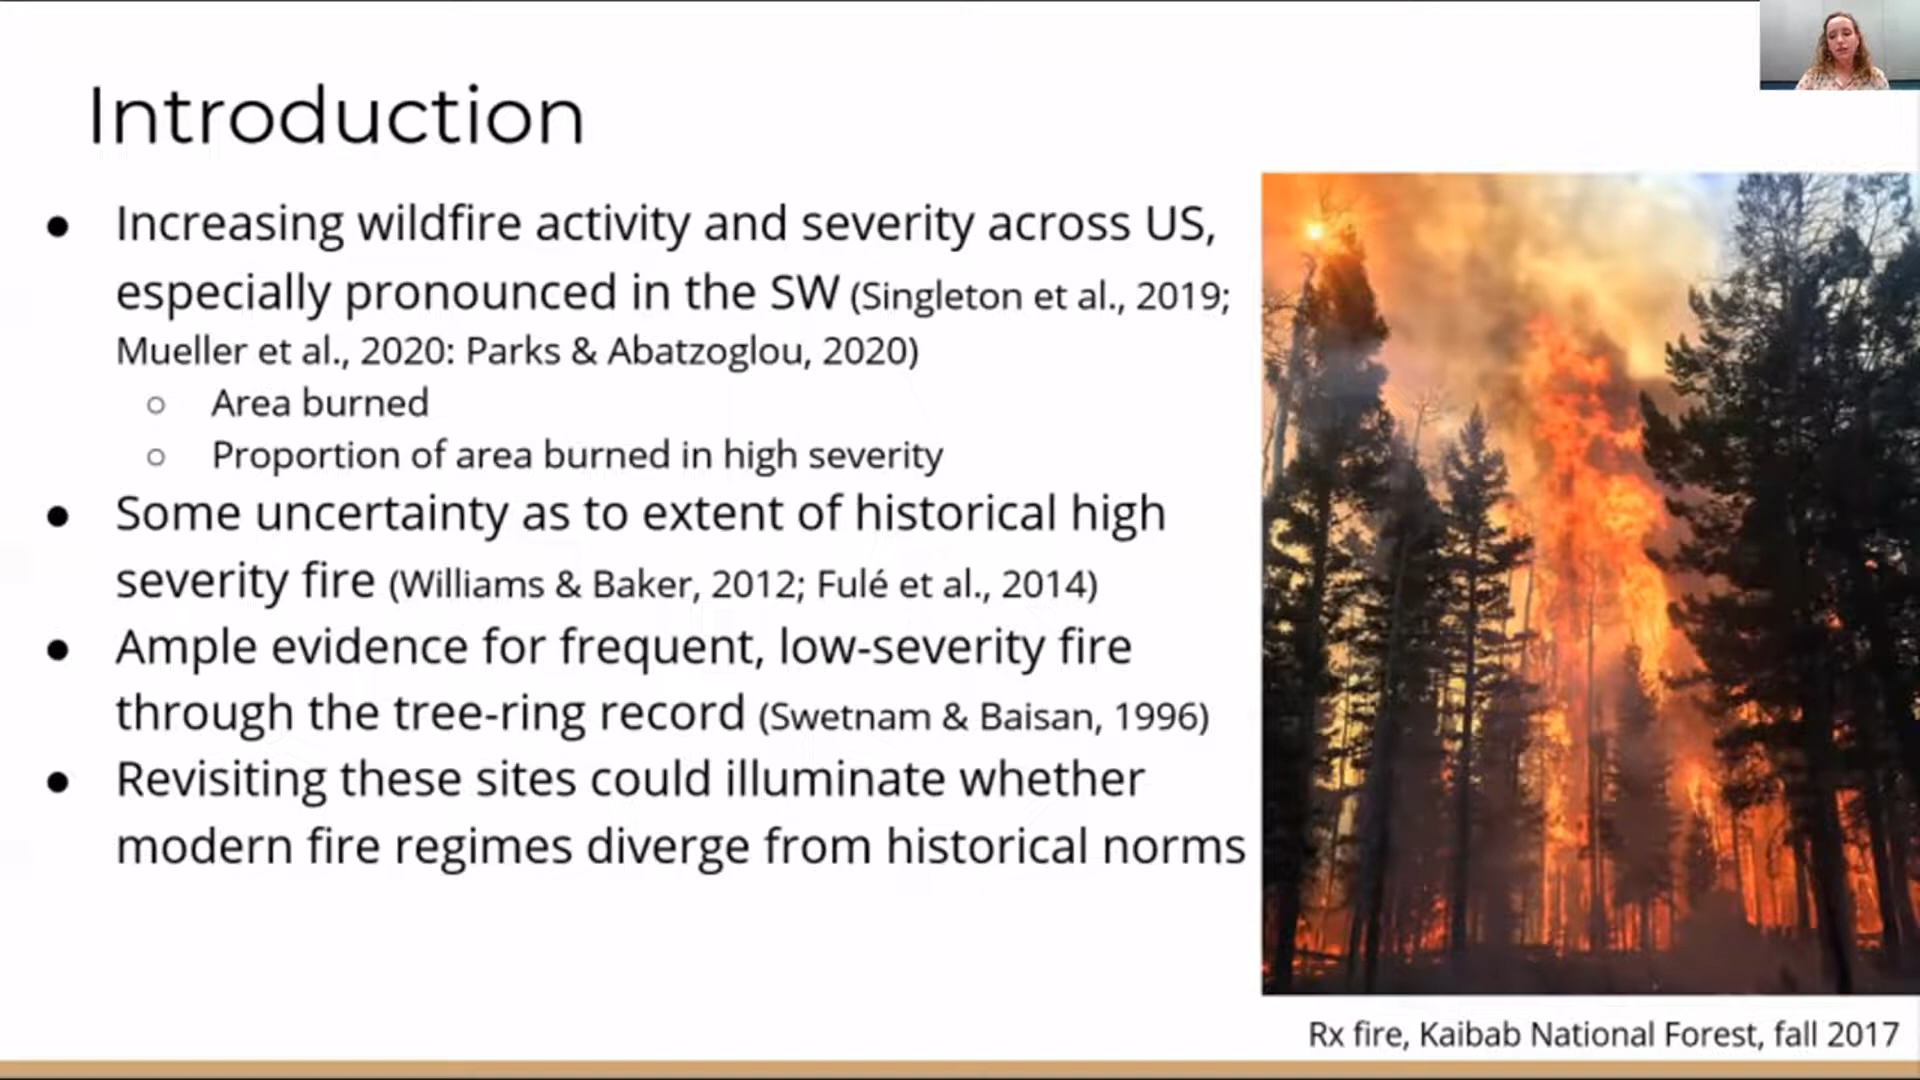 Introduction
● Increasing wildfire activity and severity across US,
especially pronounced in the SW (Singleton et al., 2019;
Mueller et al., 2020: Parks & Abatzoglou, 2020)
○ Area burned
○ Proportion of area burned in high severity
● Some uncertainty as to extent of historical high
severity fire (Williams & Baker, 2012; Fulé et al., 2014)
● Ample evidence for frequent, low-severity fire
through the tree-ring record (Swetnam & Baisan, 1996)
● Revisiting these sites could illuminate whether
modern fire regimes diverge from historical norms
Rx fire, Kaibab National Forest, fall 2017